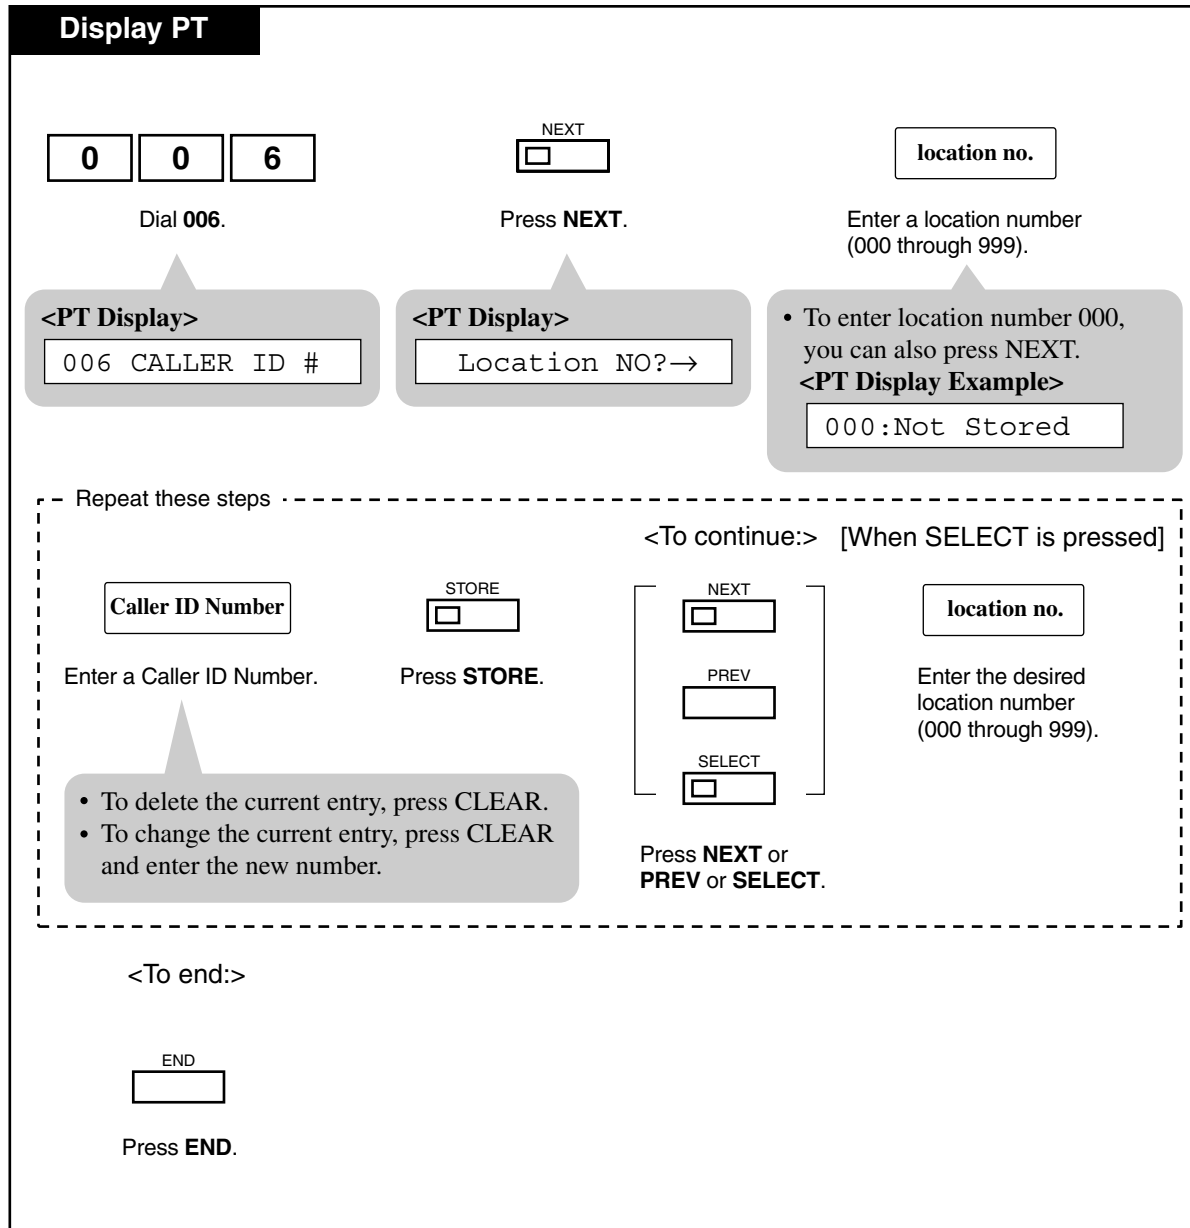 Display PT
0 0 6
NEXT
location no.
Dial 006.
Press NEXT.
Enter a location number
(000 through 999).
<PT Display>
006 CALLER ID #
<PT Display>
Location NO?→
• To enter location number 000,
you can also press NEXT.
<PT Display Example>
000:Not Stored
Repeat these steps
<To continue:>
[When SELECT is pressed]
Caller ID Number
STORE
NEXT
location no.
Enter a Caller ID Number.
Press STORE.
PREV
Enter the desired
location number
(000 through 999).
SELECT
• To delete the current entry, press CLEAR.
• To change the current entry, press CLEAR
and enter the new number.
Press NEXT or
PREV or SELECT.
<To end:>
END
Press END.